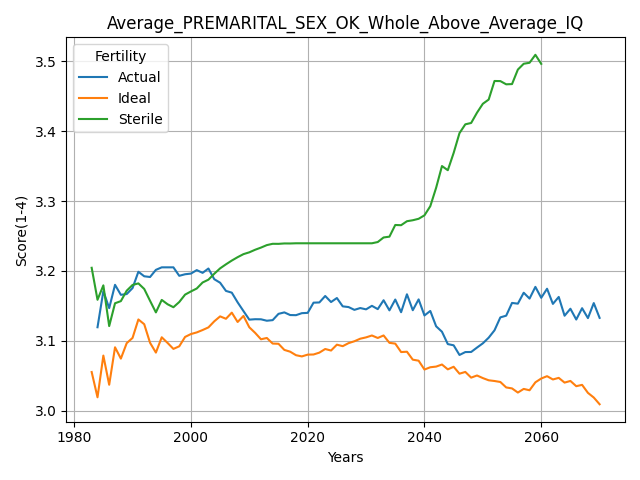 Average_PREMARITAL_SEX_OK_Whole_Above_Average_IQ
Fertility
Actual
Ideal
Sterile
Score(1-4)
3.5
3.4
3.3
3.2
3.1
3.0
1980
2000
2020
2040
2060
Years